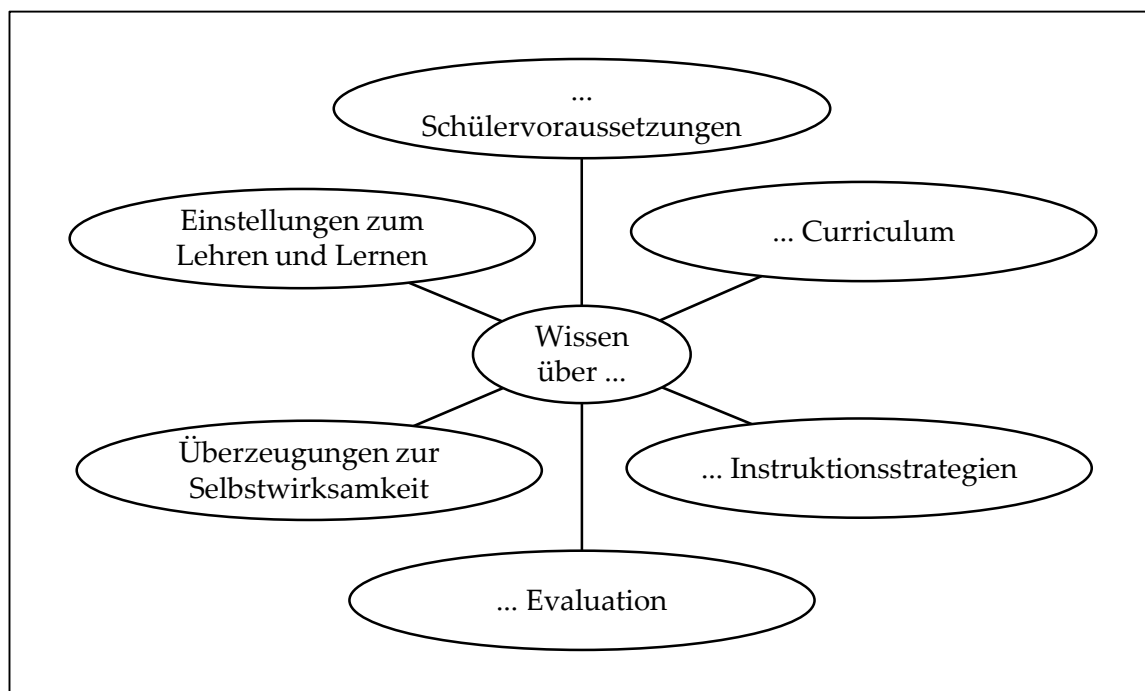 ...
Schülervoraussetzungen
Einstellungen zum
Lehren und Lernen
... Curriculum
Wissen
über ...
Überzeugungen zur
Selbstwirksamkeit
... Instruktionsstrategien
... Evaluation